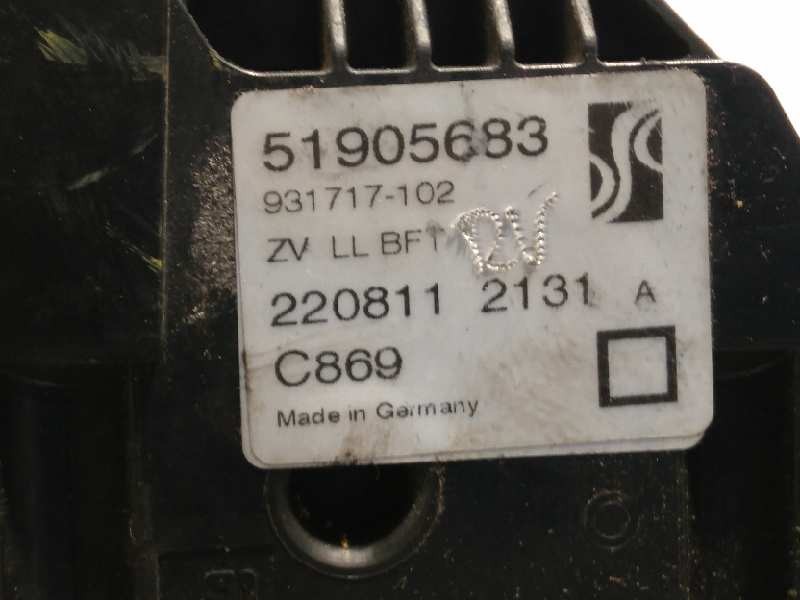 51905683
931717-102
ZV LL BFT
220811 2131 A
C869
Made in Germany